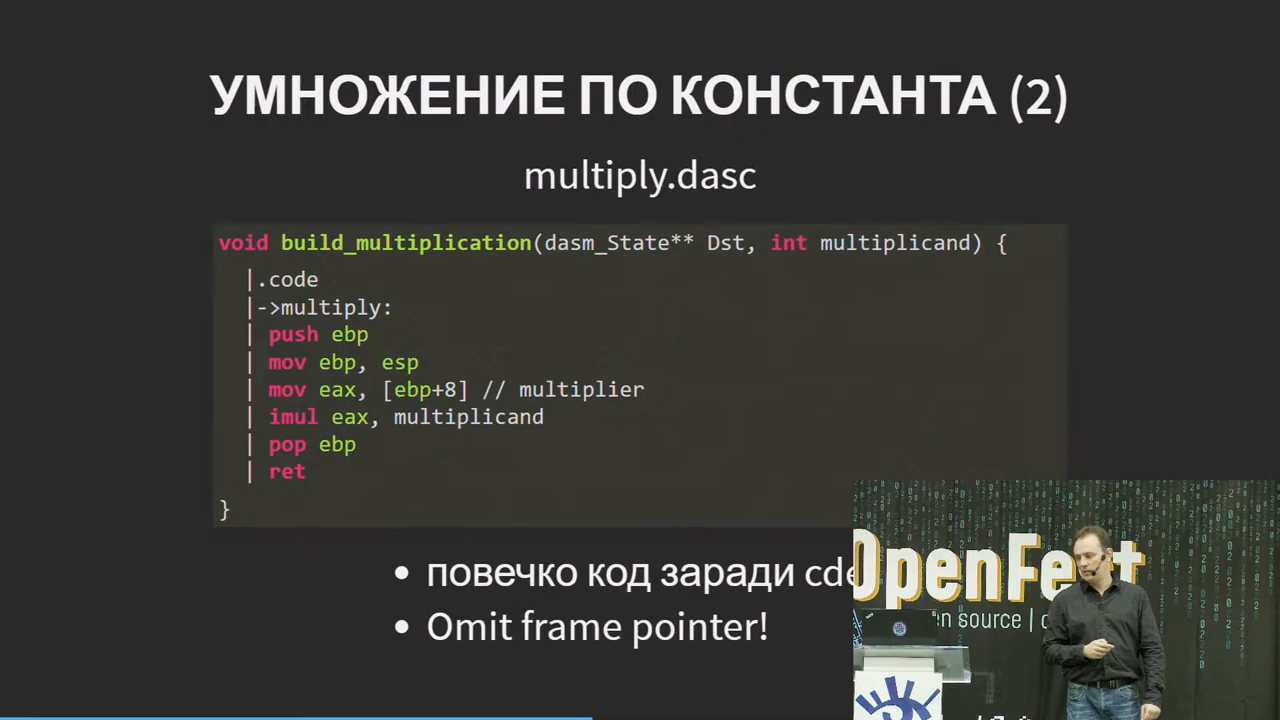 УМНОЖЕНИЕ ПО КОНСТАНТА (2)
multiply.dasc
void build_multiplication(dasm_State** Dst, int multiplicand) {
|.code
|->multiply:
| push ebp
| mov ebp, esp
| mov eax, [ebp+8] // multiplier
| imul eax, multiplicand
| pop ebp
| ret
}
• повечко код заради
• Omit frame pointer!
OpenFest
en source |